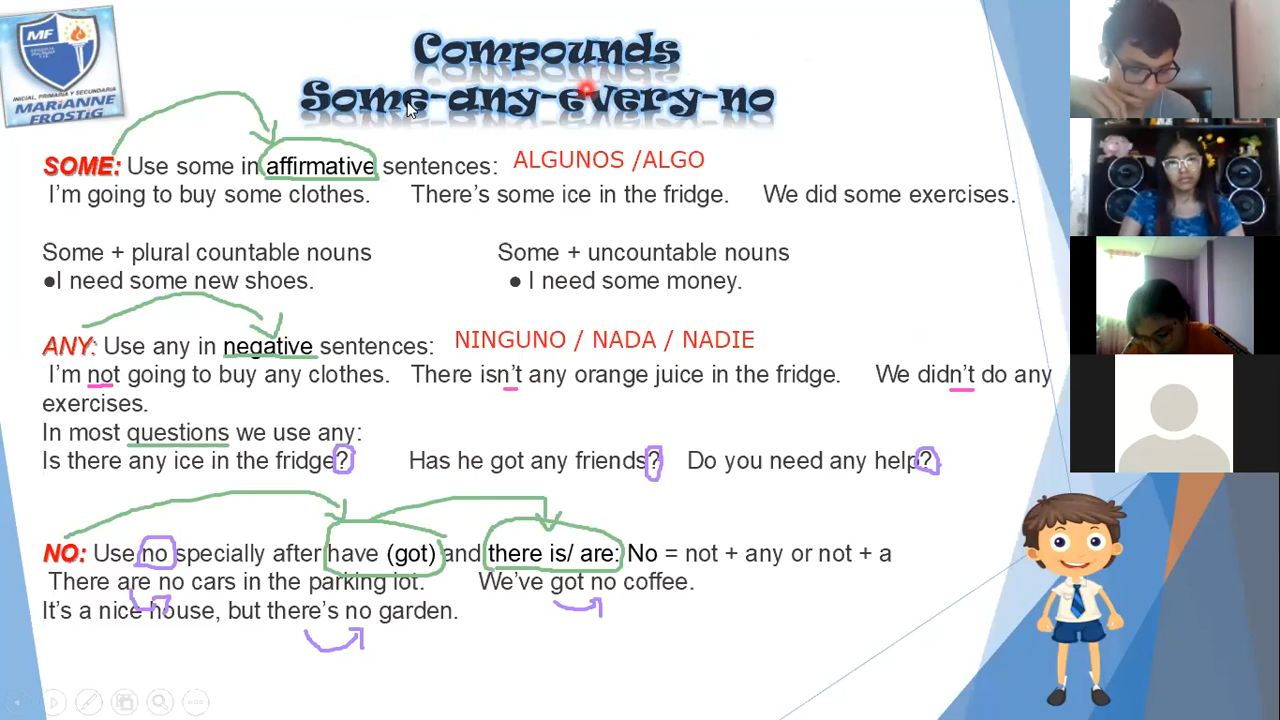 MF
INICIAL, PRIMARIA Y SECUNDARIA
MARIANNE
FROSTIG
Compounds
Some-any-every-no
SOME: Use some in affirmative sentences: ALGUNOS /ALGO
I'm going to buy some clothes. There's some ice in the fridge. We did some exercises.
Some + plural countable nouns Some + uncountable nouns
●I need some new shoes. ● I need some money.
ANY: Use any in negative sentences: NINGUNO / NADA / NADIE
I'm not going to buy any clothes. There isn't any orange juice in the fridge. We didn't do any
exercises.
In most questions we use any:
Is there any ice in the fridge? Has he got any friends? Do you need any help?
NO: Use no specially after have (got) and there is/ are: No = not + any or not + a
There are no cars in the parking lot. We've got no coffee.
It's a nice house, but there's no garden.